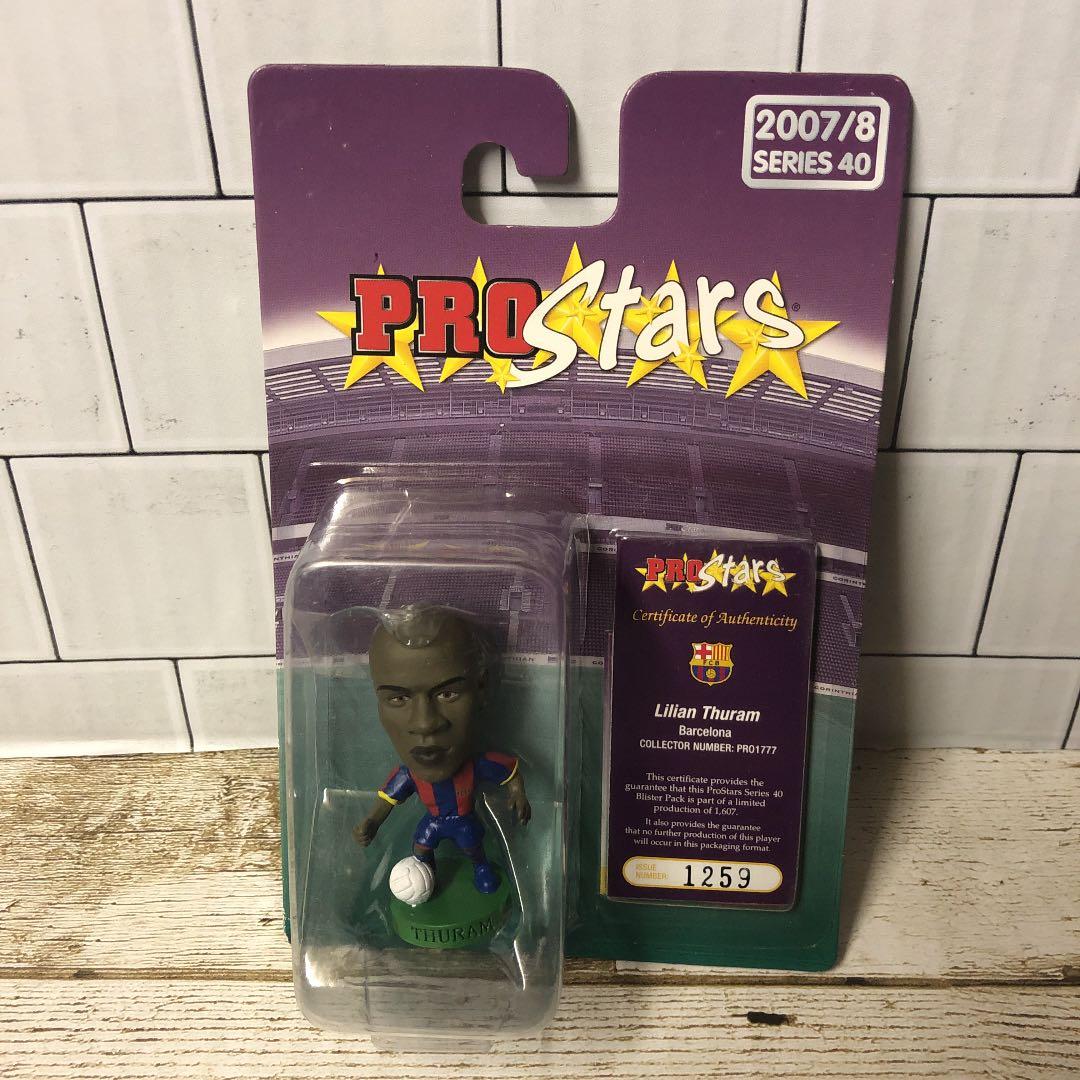 2007/8
SERIES 40
PROStars®
CORINTHIAN
PROStars
Certificate of Authenticity
FCB
Lilian Thuram
Barcelona
COLLECTOR NUMBER: PRO1777
This certificate provides the
guarantee that this ProStars Series 40
Blister Pack is part of a limited
production of 1,607.
It also provides the guarantee
that no further production of this player
will occur in this packaging format.
ISSUE
NUMBER: 1259
THURAM